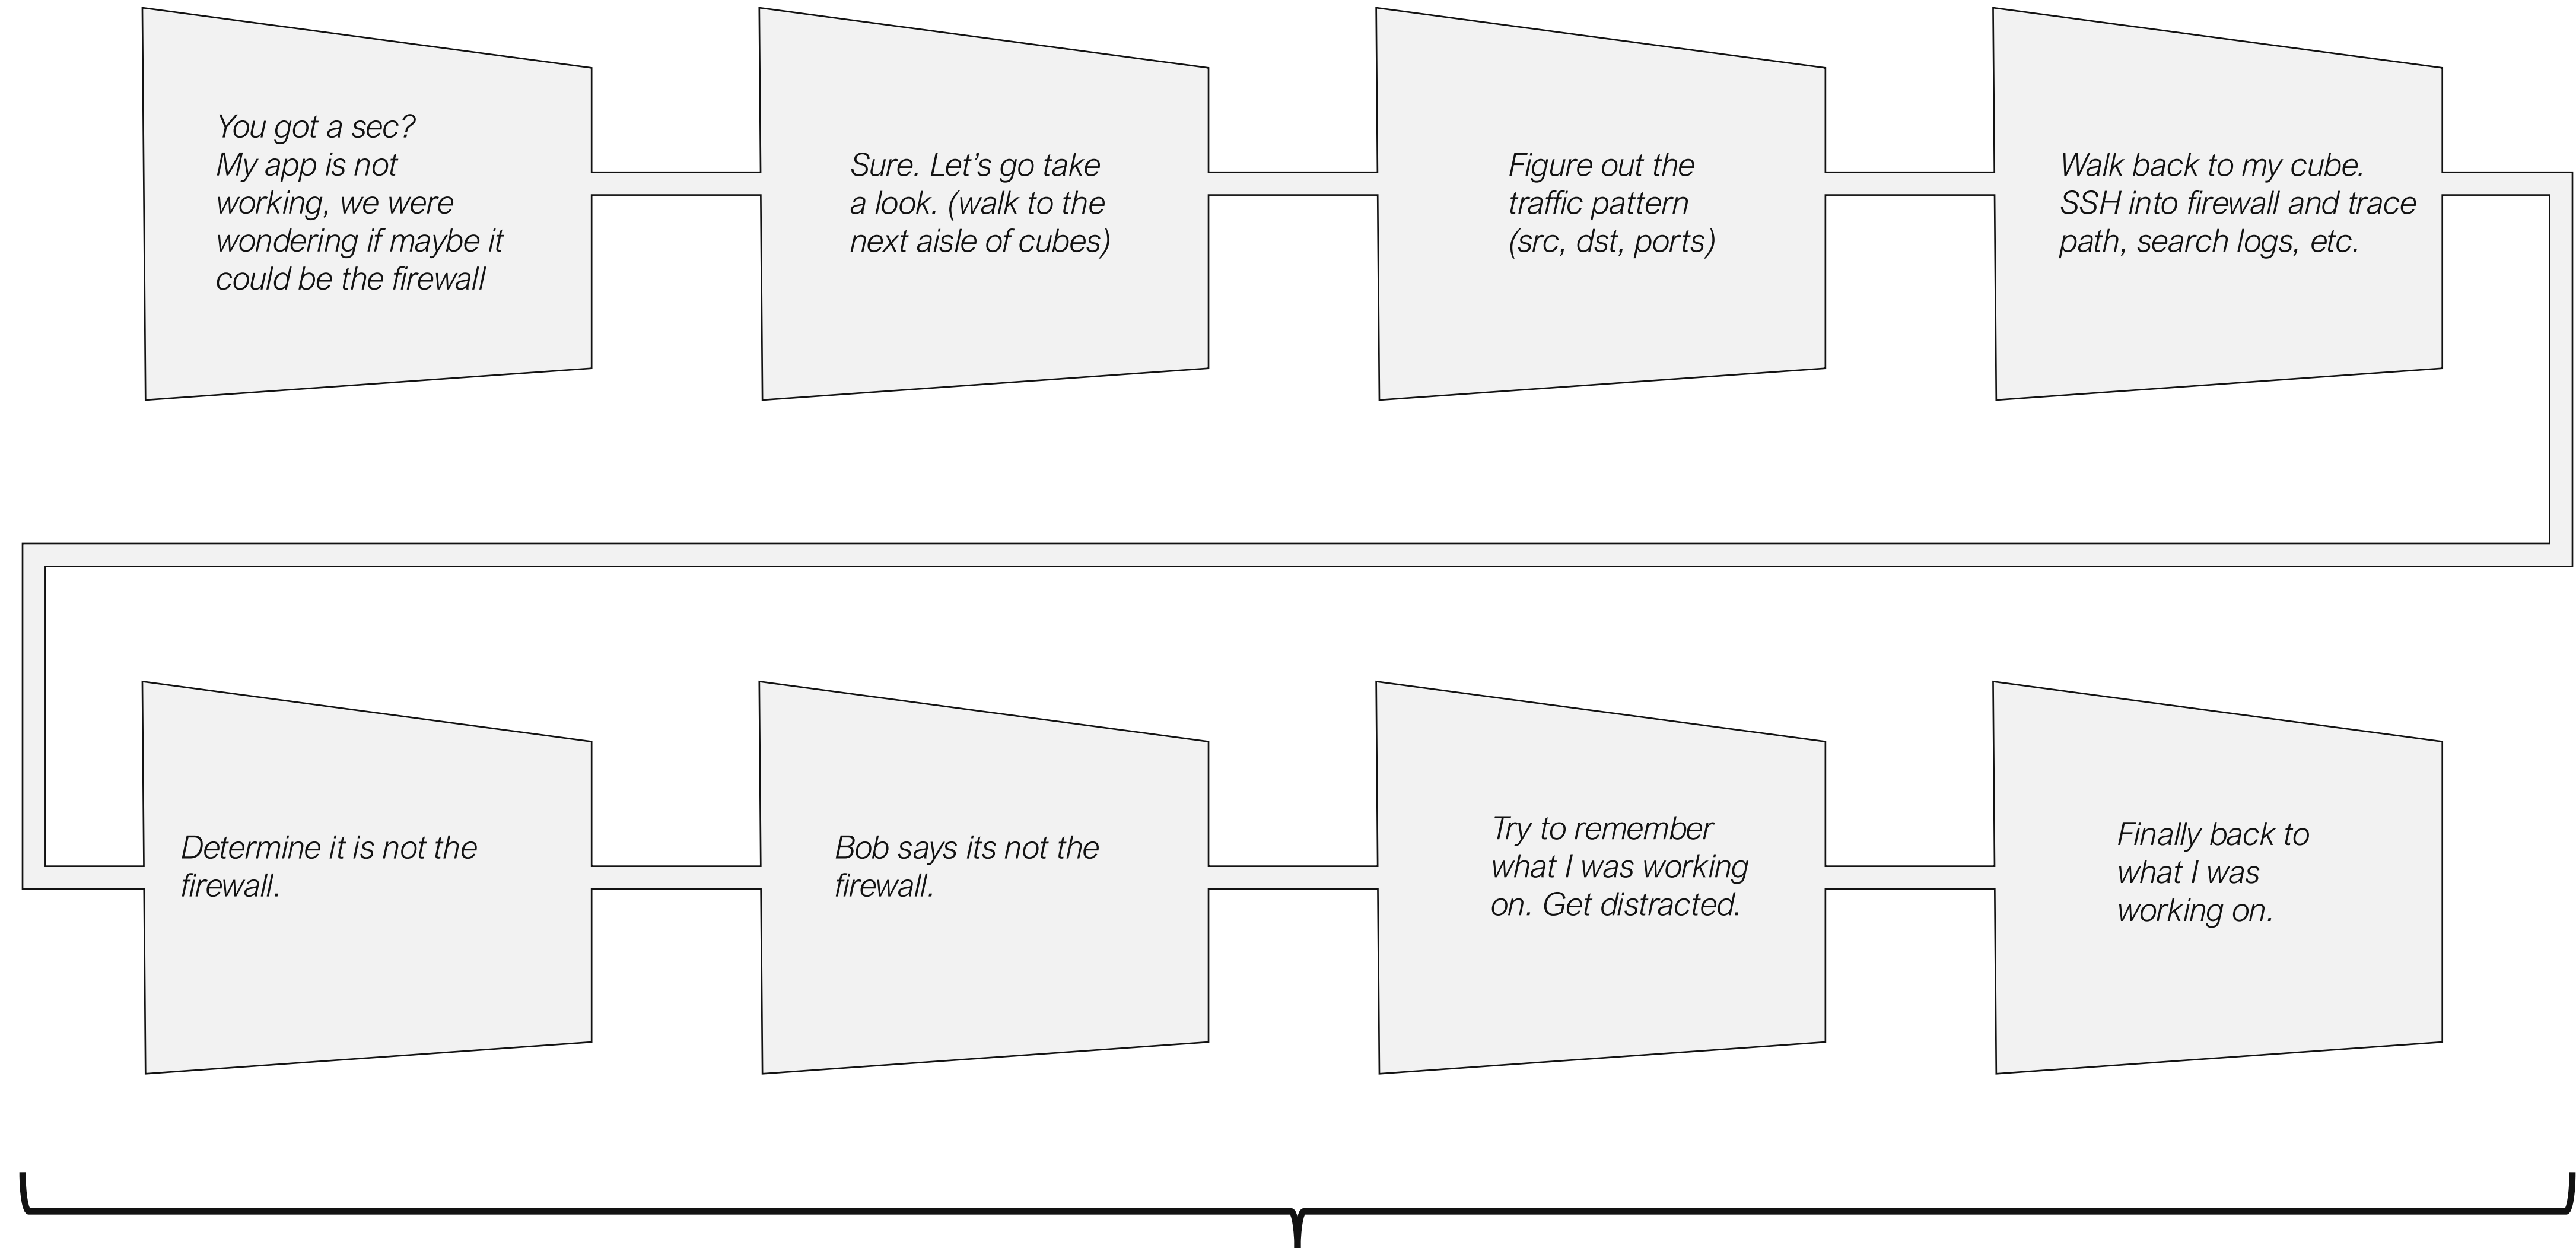 You got a sec?
My app is not
working, we were
wondering if maybe it
could be the firewall
Sure. Let’s go take
a look. (walk to the
next aisle of cubes)
Figure out the
traffic pattern
(src, dst, ports)
Walk back to my cube.
SSH into firewall and trace
path, search logs, etc.
Determine it is not the
firewall.
Bob says its not the
firewall.
Try to remember
what I was working
on. Get distracted.
Finally back to
what I was
working on.